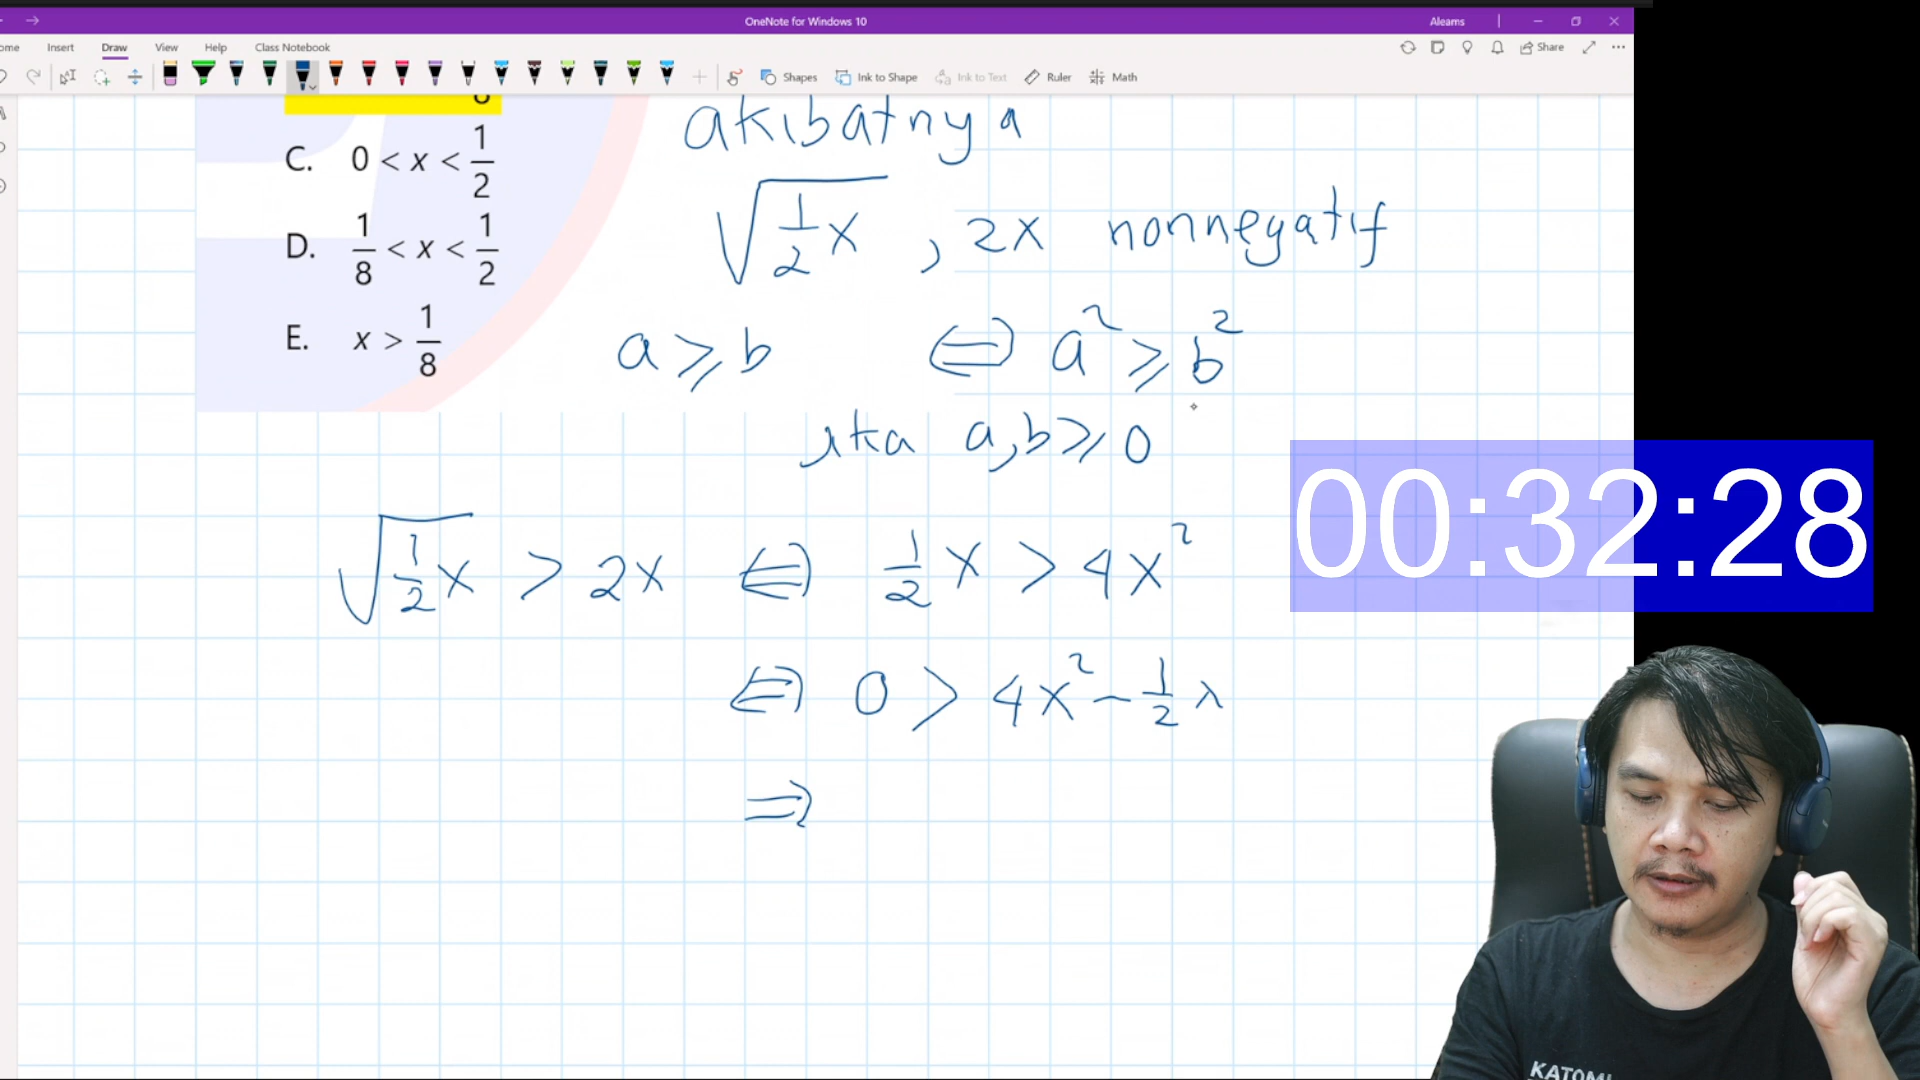 OneNote for Windows 10
Aleams
Insert Draw View Help Class Notebook
Share
Shapes Ink to Shape Ink to Text Ruler Math
akibatnya
C. 0 < x < 1/2
√(1/2 x) , 2x nonnegatif
D. 1/8 < x < 1/2
E. x > 1/8
a ⩾ b ⇔ a² ⩾ b²
jika a,b ⩾ 0
00:32:28
√(1/2 x) > 2x ⇔ 1/2 x > 4x²
⇔ 0 > 4x² - 1/2 x
⇒